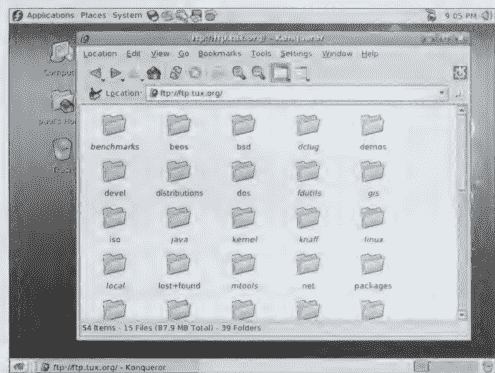 Applications Places System 9:05 PM
ftp://ftp.tux.org/ - Konqueror
Location Edit View Go Bookmarks Tools Settings Window Help
Location: ftp://ftp.tux.org/
benchmarks beos bsd dclug demos
devel distributions dos fdutils gis
iso java kernel knaff linux
local lost+found mtools net packages
54 Items - 15 Files (87.9 MB Total) - 39 Folders
ftp://ftp.tux.org/ - Konqueror